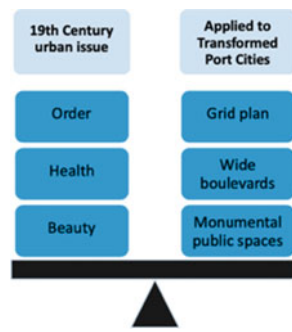 19th Century
urban issue
Applied to
Transformed
Port Cities
Order
Grid plan
Health
Wide
boulevards
Beauty
Monumental
public spaces